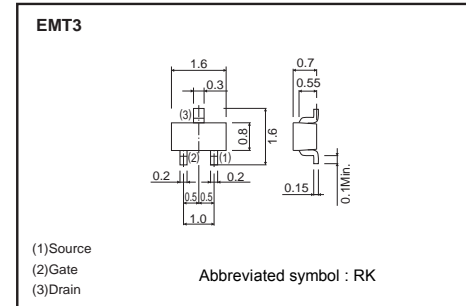 EMT3
1.6
0.7
0.3
0.55
(3)
0.8
1.6
(2)
(1)
0.2
0.2
0.5 0.5
1.0
0.15
0.1Min.
(1)Source
(2)Gate
(3)Drain
Abbreviated symbol : RK